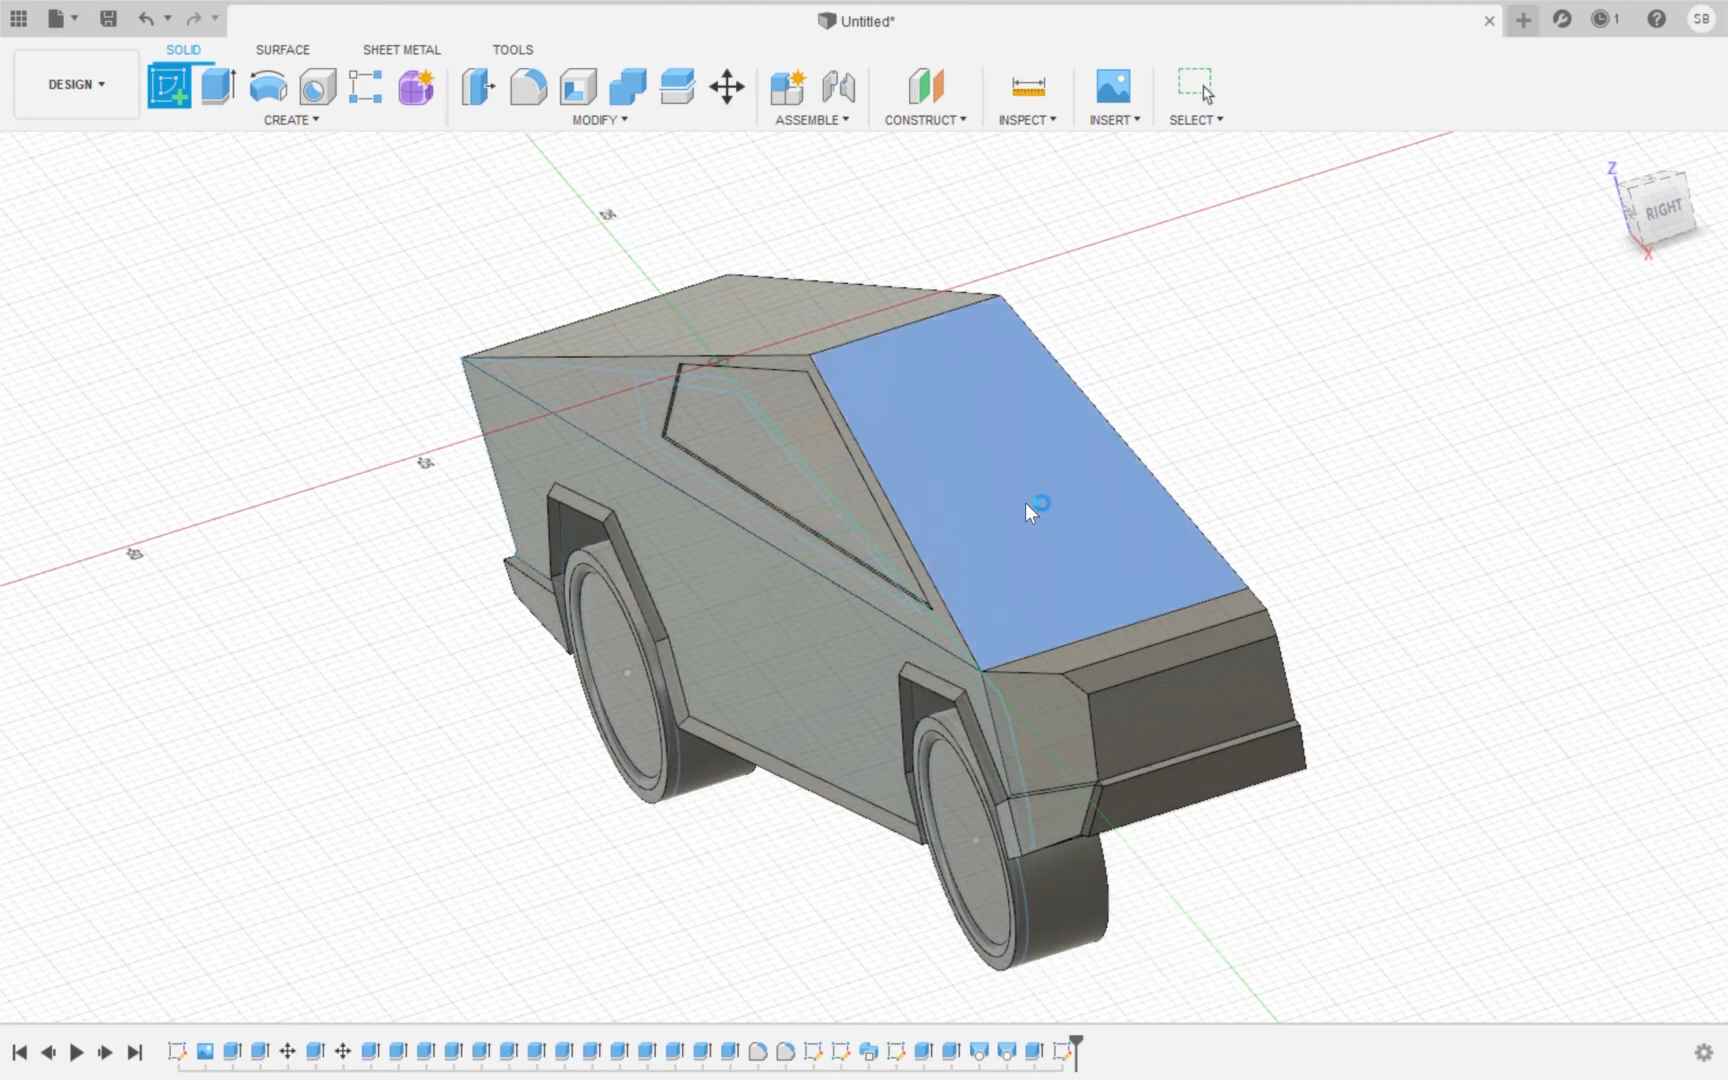 Untitled*
1
SB
DESIGN
SOLID
SURFACE
SHEET METAL
TOOLS
CREATE
MODIFY
ASSEMBLE
CONSTRUCT
INSPECT
INSERT
SELECT
Z
RIGHT
X